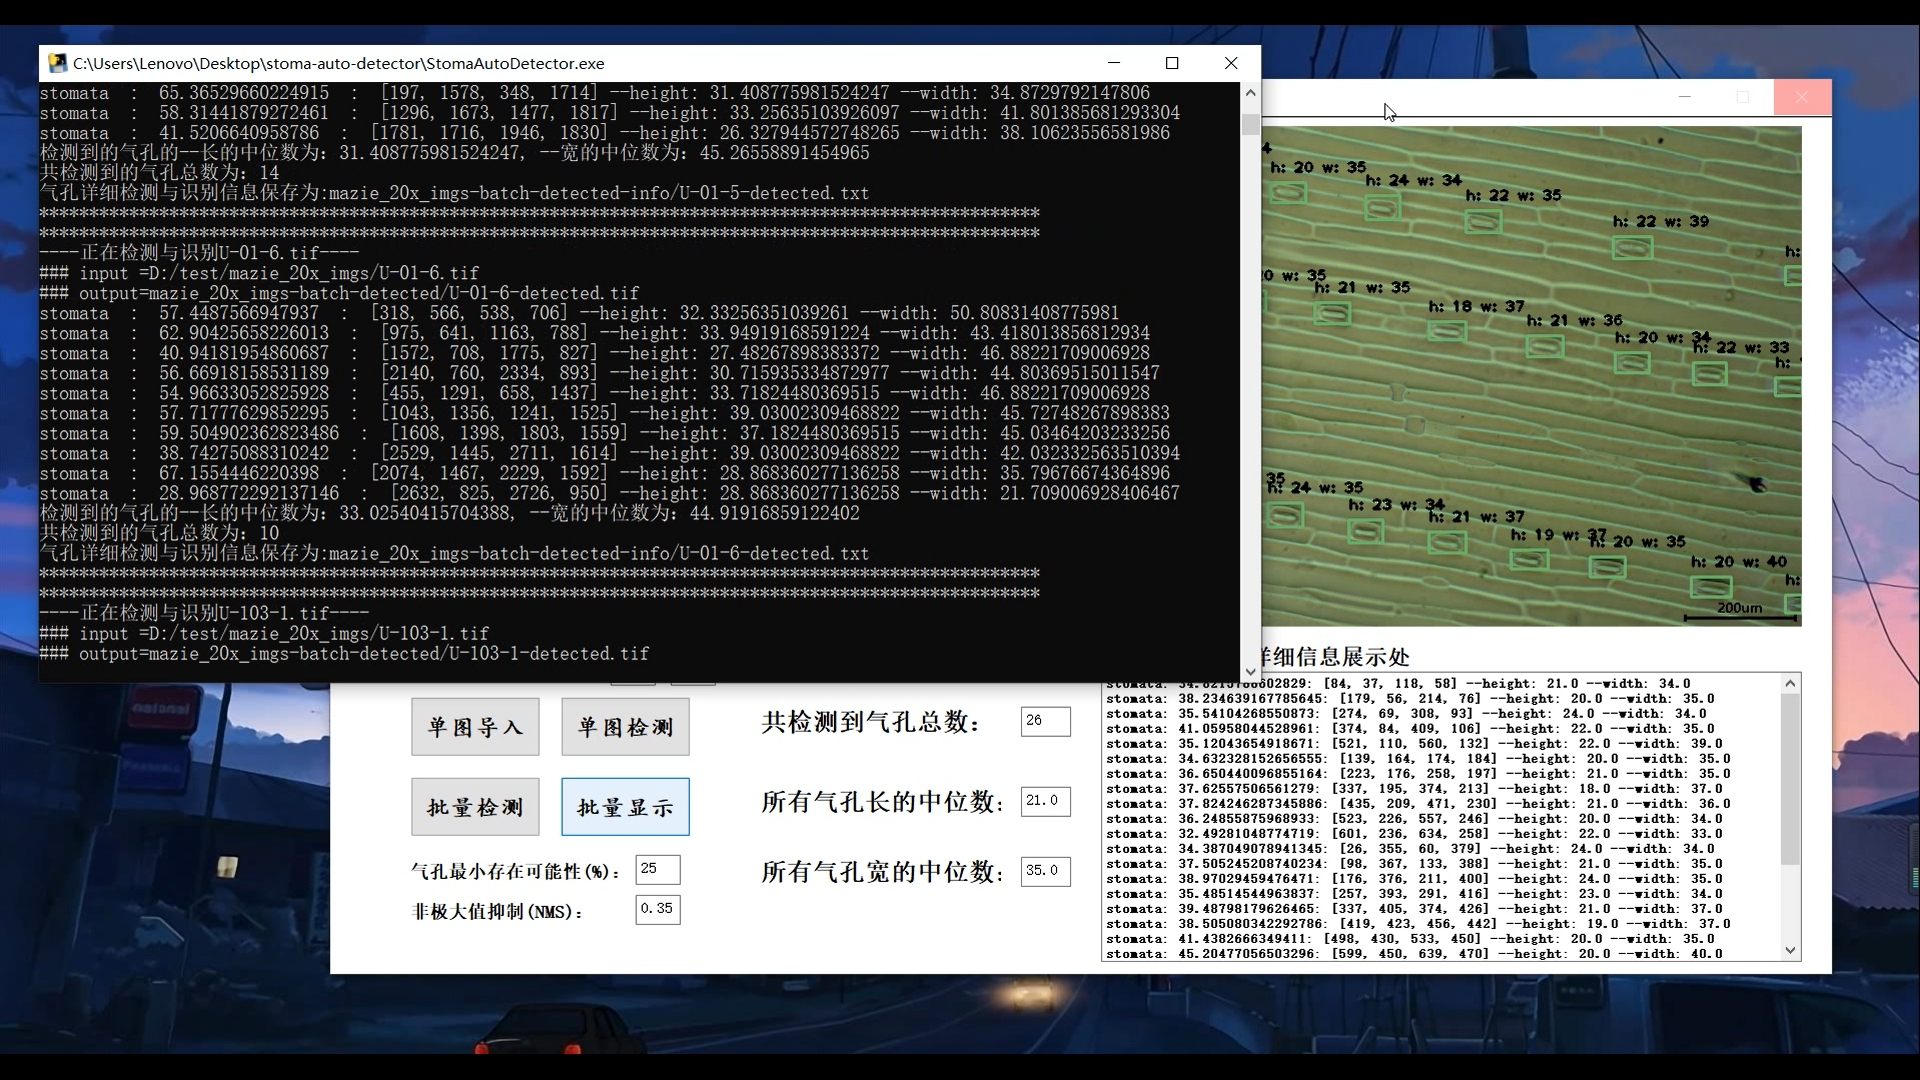 C:\Users\Lenovo\Desktop\stoma-auto-detector\StomaAutoDetector.exe
stomata : 65.36529660224915 : [197, 1578, 348, 1714] --height: 31.408775981524247 --width: 34.8729792147806
stomata : 58.31441879272461 : [1296, 1673, 1477, 1817] --height: 33.25635103926097 --width: 41.801385681293304
stomata : 41.5206640958786 : [1781, 1716, 1946, 1830] --height: 26.327944572748265 --width: 38.10623556581986
检测到的气孔的--长的中位数为: 31.408775981524247, --宽的中位数为: 45.26558891454965
共检测到的气孔总数为: 14
气孔详细检测与识别信息保存为:mazie_20x_imgs-batch-detected-info/U-01-5-detected.txt
****************************************************************************************************
****************************************************************************************************
----正在检测与识别U-01-6.tif----
### input =D:/test/mazie_20x_imgs/U-01-6.tif
### output=mazie_20x_imgs-batch-detected/U-01-6-detected.tif
stomata : 57.4487566947937 : [318, 566, 538, 706] --height: 32.33256351039261 --width: 50.80831408775981
stomata : 62.90425658226013 : [975, 641, 1163, 788] --height: 33.94919168591224 --width: 43.418013856812934
stomata : 40.94181954860687 : [1572, 708, 1775, 827] --height: 27.48267898383372 --width: 46.88221709006928
stomata : 56.66918158531189 : [2140, 760, 2334, 893] --height: 30.715935334872977 --width: 44.80369515011547
stomata : 54.96633052825928 : [455, 1291, 658, 1437] --height: 33.71824480369515 --width: 46.88221709006928
stomata : 57.71777629852295 : [1043, 1356, 1241, 1525] --height: 39.03002309468822 --width: 45.72748267898383
stomata : 59.504902362823486 : [1608, 1398, 1803, 1559] --height: 37.1824480369515 --width: 45.03464203233256
stomata : 38.74275088310242 : [2529, 1445, 2711, 1614] --height: 39.03002309468822 --width: 42.032332563510394
stomata : 67.1554446220398 : [2074, 1467, 2229, 1592] --height: 28.868360277136258 --width: 35.79676674364896
stomata : 28.968772292137146 : [2632, 825, 2726, 950] --height: 28.868360277136258 --width: 21.709006928406467
检测到的气孔的--长的中位数为: 33.02540415704388, --宽的中位数为: 44.91916859122402
共检测到的气孔总数为: 10
气孔详细检测与识别信息保存为:mazie_20x_imgs-batch-detected-info/U-01-6-detected.txt
****************************************************************************************************
****************************************************************************************************
----正在检测与识别U-103-1.tif----
### input =D:/test/mazie_20x_imgs/U-103-1.tif
### output=mazie_20x_imgs-batch-detected/U-103-1-detected.tif
4
h: 20 w: 35
h: 24 w: 34
h: 22 w: 35
h: 22 w: 39
h:
0 w: 35
h: 21 w: 35
h: 18 w: 37
h: 21 w: 36
h: 20 w: 34
h: 22 w: 33
h:
35
h: 24 w: 35
h: 23 w: 34
h: 21 w: 37
h: 19 w: 37
h: 20 w: 35
h: 20 w: 40
h:
200um
详细信息展示处
单图导入
单图检测
批量检测
批量显示
气孔最小存在可能性(%):
25
非极大值抑制(NMS):
0.35
共检测到气孔总数:
26
所有气孔长的中位数:
21.0
所有气孔宽的中位数:
35.0
[84, 37, 118, 58] --height: 21.0 --width: 34.0
stomata: 38.234639167785645: [179, 56, 214, 76] --height: 20.0 --width: 35.0
stomata: 35.54104268550873: [274, 69, 308, 93] --height: 24.0 --width: 34.0
stomata: 41.05958044528961: [374, 84, 409, 106] --height: 22.0 --width: 35.0
stomata: 35.12043654918671: [521, 110, 560, 132] --height: 22.0 --width: 39.0
stomata: 34.632328152656555: [139, 164, 174, 184] --height: 20.0 --width: 35.0
stomata: 36.650440096855164: [223, 176, 258, 197] --height: 21.0 --width: 35.0
stomata: 37.62557506561279: [337, 195, 374, 213] --height: 18.0 --width: 37.0
stomata: 37.824246287345886: [435, 209, 471, 230] --height: 21.0 --width: 36.0
stomata: 36.24855875968933: [523, 226, 557, 246] --height: 20.0 --width: 34.0
stomata: 32.49281048774719: [601, 236, 634, 258] --height: 22.0 --width: 33.0
stomata: 34.387049078941345: [26, 355, 60, 379] --height: 24.0 --width: 34.0
stomata: 37.505245208740234: [98, 367, 133, 388] --height: 21.0 --width: 35.0
stomata: 38.97029459476471: [176, 376, 211, 400] --height: 24.0 --width: 35.0
stomata: 35.48514544963837: [257, 393, 291, 416] --height: 23.0 --width: 34.0
stomata: 39.48798179626465: [337, 405, 374, 426] --height: 21.0 --width: 37.0
stomata: 38.505080342292786: [419, 423, 456, 442] --height: 19.0 --width: 37.0
stomata: 41.4382666349411: [498, 430, 533, 450] --height: 20.0 --width: 35.0
stomata: 45.20477056503296: [599, 450, 639, 470] --height: 20.0 --width: 40.0